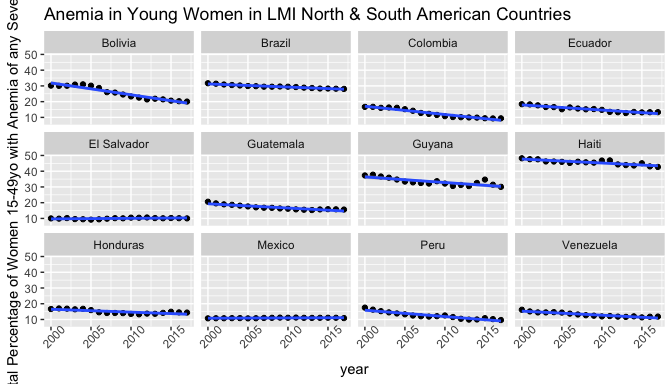 Anemia in Young Women in LMI North & South American Countries
Bolivia Brazil Colombia Ecuador
50
40
30
20
10
El Salvador Guatemala Guyana Haiti
50
40
30
20
10
Honduras Mexico Peru Venezuela
50
40
30
20
10
2000 2005 2010 2015 2000 2005 2010 2015 2000 2005 2010 2015 2000 2005 2010 2015
year
Percentage of Women 15-49yo with Anemia of any